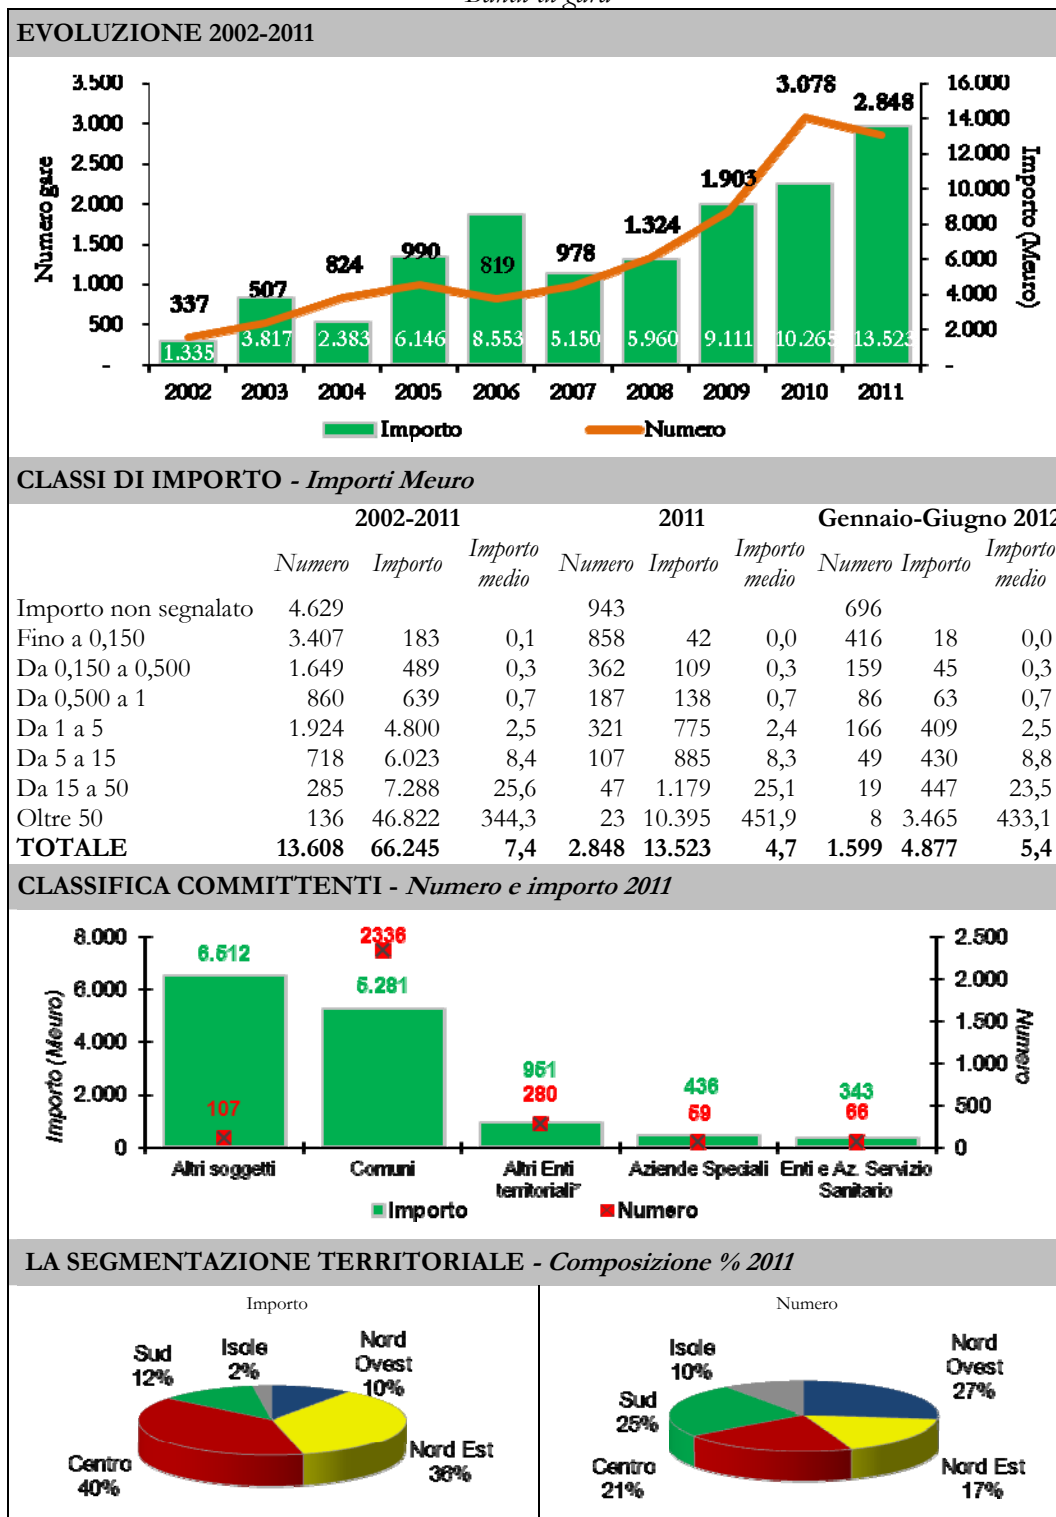 Bandi di gara
EVOLUZIONE 2002-2011
3.500 3.000 2.500 2.000 1.500 1.000 500 -
Numero gare
16.000 14.000 12.000 10.000 8.000 6.000 4.000 2.000 -
Importo (Meuro)
337 507 824 990 819 978 1.324 1.903 3.078 2.848
1.335 3.817 2.383 6.146 8.553 5.150 5.960 9.111 10.265 13.523
2002 2003 2004 2005 2006 2007 2008 2009 2010 2011
Importo Numero
CLASSI DI IMPORTO - Importi Meuro
2002-2011 2011 Gennaio-Giugno 2012
Numero Importo Importo medio Numero Importo Importo medio Numero Importo Importo medio
Importo non segnalato 4.629 943 696
Fino a 0,150 3.407 183 0,1 858 42 0,0 416 18 0,0
Da 0,150 a 0,500 1.649 489 0,3 362 109 0,3 159 45 0,3
Da 0,500 a 1 860 639 0,7 187 138 0,7 86 63 0,7
Da 1 a 5 1.924 4.800 2,5 321 775 2,4 166 409 2,5
Da 5 a 15 718 6.023 8,4 107 885 8,3 49 430 8,8
Da 15 a 50 285 7.288 25,6 47 1.179 25,1 19 447 23,5
Oltre 50 136 46.822 344,3 23 10.395 451,9 8 3.465 433,1
TOTALE 13.608 66.245 7,4 2.848 13.523 4,7 1.599 4.877 5,4
CLASSIFICA COMMITTENTI - Numero e importo 2011
8.000 6.000 4.000 2.000 0
Importo (Meuro)
2.500 2.000 1.500 1.000 500 0
Numero
6.512 5.281 951 436 343
107 2336 280 59 66
Altri soggetti Comuni Altri Enti territoriali* Aziende Speciali Enti e Az. Servizio Sanitario
Importo Numero
LA SEGMENTAZIONE TERRITORIALE - Composizione % 2011
Importo
Nord Ovest 10%
Nord Est 36%
Centro 40%
Sud 12%
Isole 2%
Numero
Nord Ovest 27%
Nord Est 17%
Centro 21%
Sud 25%
Isole 10%